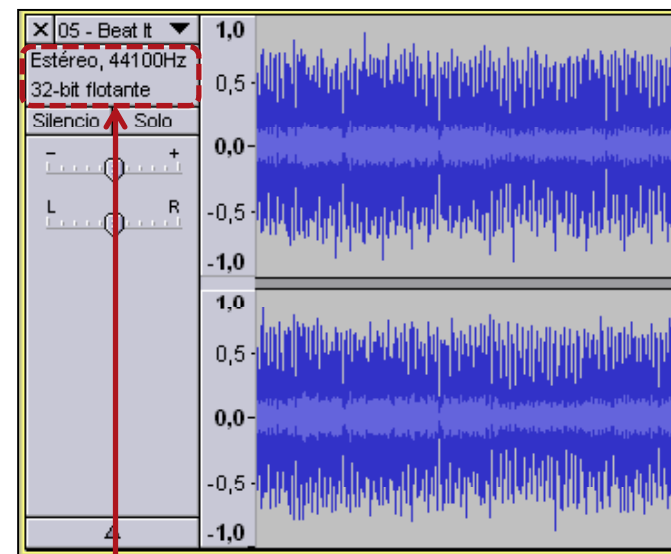 × 05 - Beat It ▼
Estéreo, 44100Hz
32-bit flotante
Silencio Solo
- +
L R
1,0
0,5
0,0
-0,5
-1,0
1,0
0,5
0,0
-0,5
-1,0